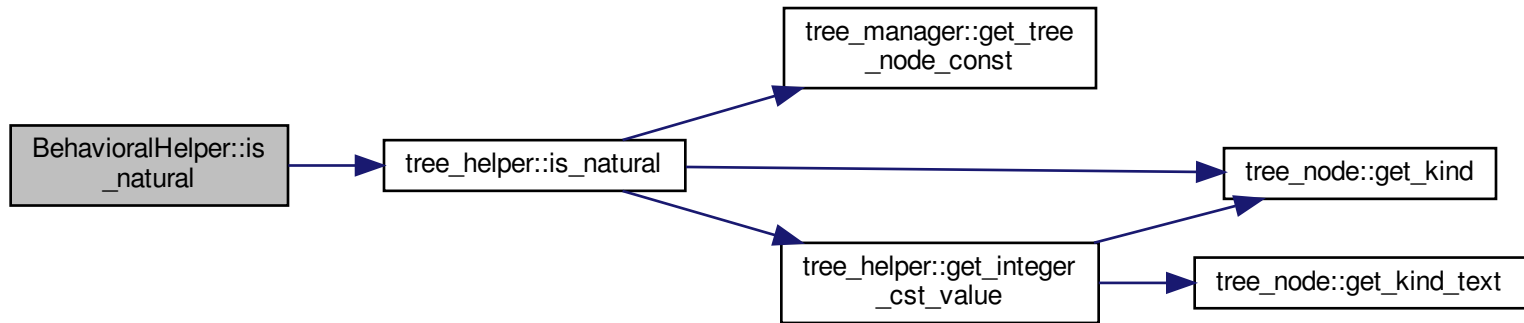 BehavioralHelper::is
_natural
tree_helper::is_natural
tree_manager::get_tree
_node_const
tree_node::get_kind
tree_helper::get_integer
_cst_value
tree_node::get_kind_text